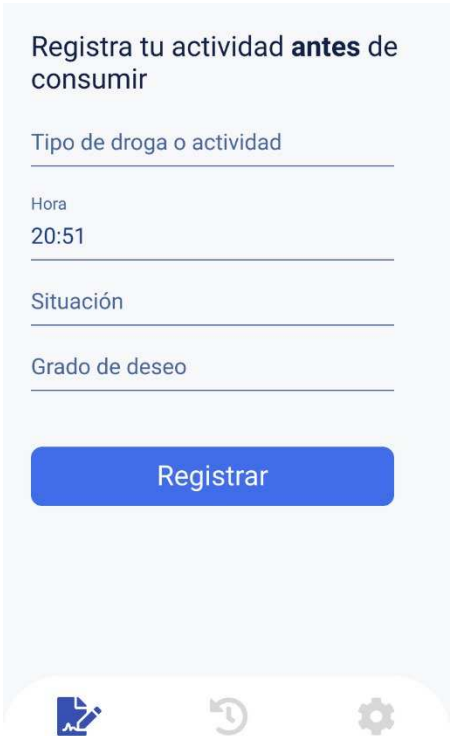 Registra tu actividad antes de
consumir
Tipo de droga o actividad
Hora
20:51
Situación
Grado de deseo
Registrar